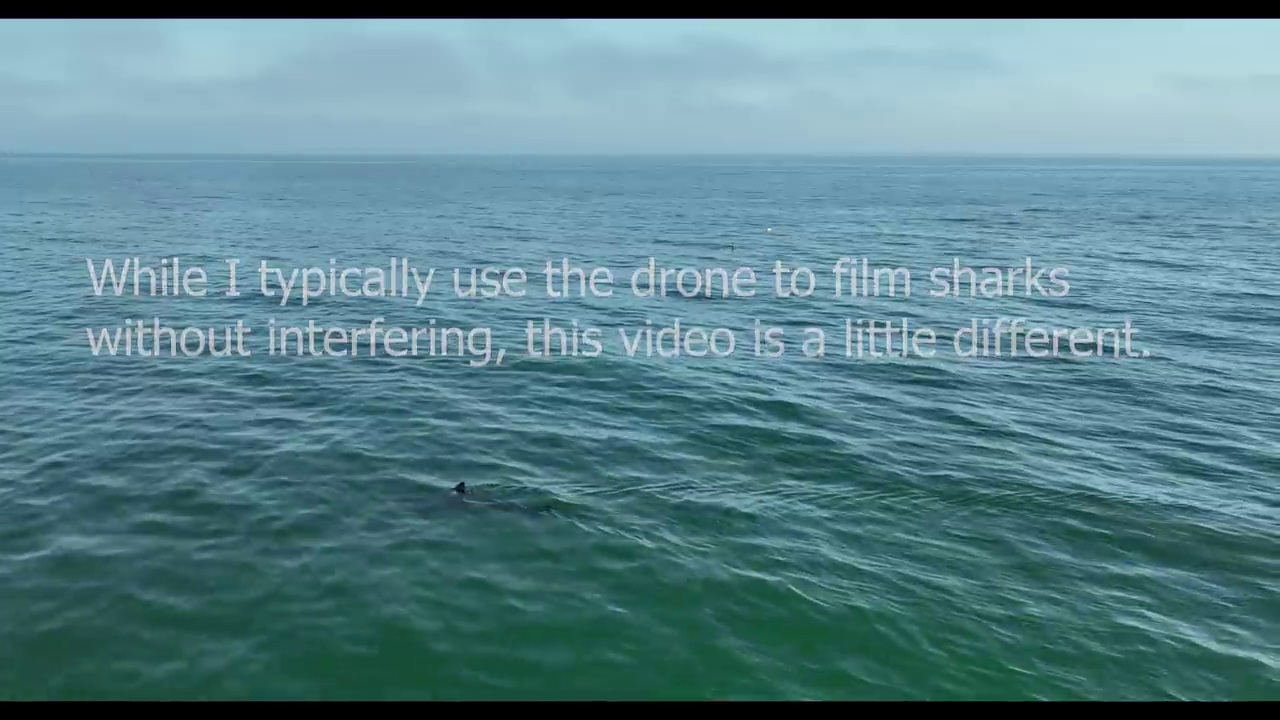 While I typically use the drone to film sharks
without interfering, this video is a little different.